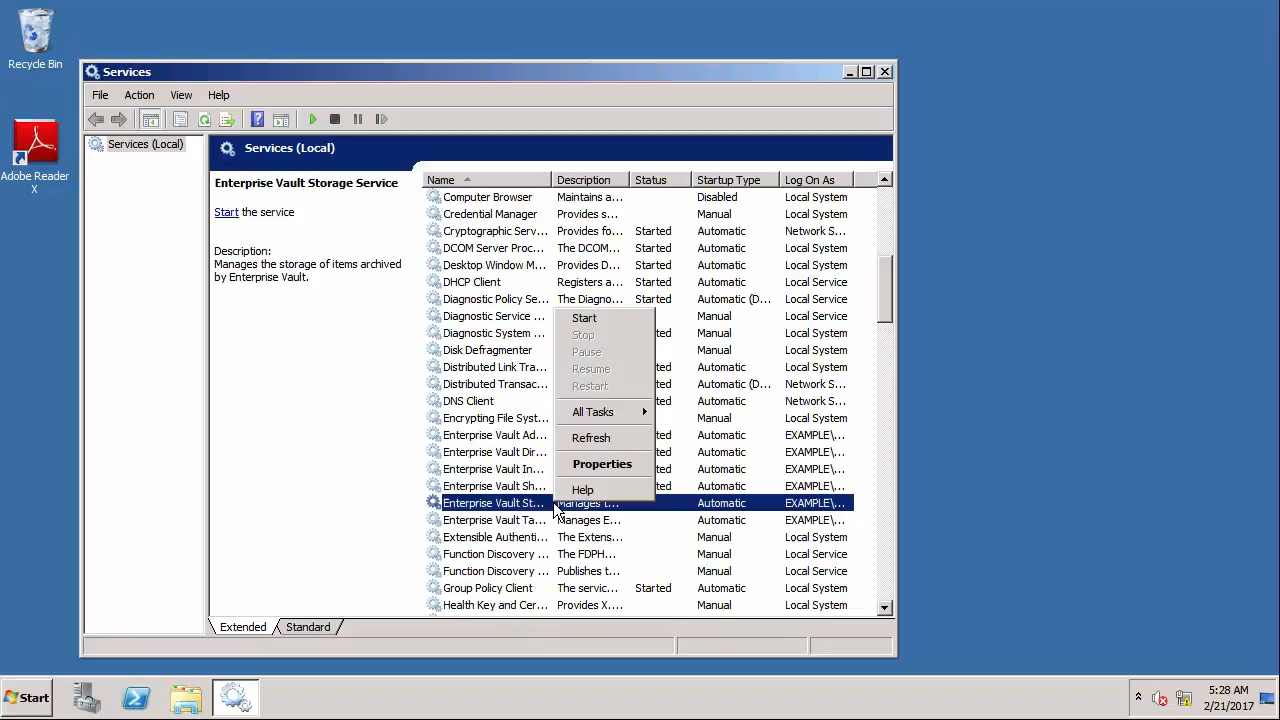 Recycle Bin
Adobe Reader
X
Services
File Action View Help
Services (Local)
Services (Local)
Enterprise Vault Storage Service
Start the service
Description:
Manages the storage of items archived
by Enterprise Vault.
Name Description Status Startup Type Log On As
Computer Browser Maintains a... Disabled Local System
Credential Manager Provides s... Manual Local System
Cryptographic Serv... Provides fo... Started Automatic Network S...
DCOM Server Proc... The DCOM... Started Automatic Local System
Desktop Window M... Provides D... Started Automatic Local System
DHCP Client Registers a... Started Automatic Local Service
Diagnostic Policy Se... The Diagno... Started Automatic (D... Local Service
Diagnostic Service ... Manual Local Service
Diagnostic System ... ted Manual Local System
Disk Defragmenter Manual Local System
Distributed Link Tra... ted Automatic Local System
Distributed Transac... ted Automatic (D... Network S...
DNS Client ted Automatic Network S...
Encrypting File Syst... Manual Local System
Enterprise Vault Ad... ted Automatic EXAMPLE\...
Enterprise Vault Dir... ted Automatic EXAMPLE\...
Enterprise Vault In... ted Automatic EXAMPLE\...
Enterprise Vault Sh... ted Automatic EXAMPLE\...
Enterprise Vault St... Manages t... Automatic EXAMPLE\...
Enterprise Vault Ta... Manages E... Automatic EXAMPLE\...
Extensible Authenti... The Extens... Manual Local System
Function Discovery ... The FDPH... Manual Local Service
Function Discovery ... Publishes t... Manual Local Service
Group Policy Client The servic... Started Automatic Local System
Health Key and Cer... Provides X.... Manual Local System
Start
Stop
Pause
Resume
Restart
All Tasks
Refresh
Properties
Help
Extended Standard
Start
5:28 AM
2/21/2017